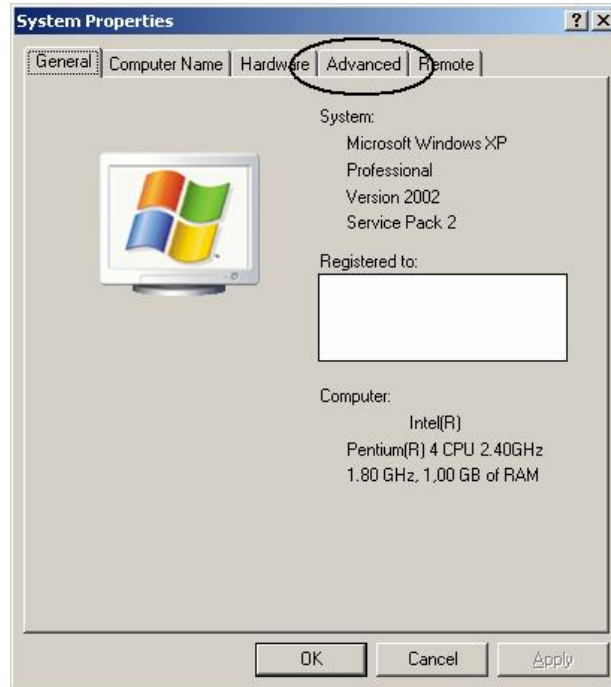 System Properties
General Computer Name Hardware Advanced Remote
System:
Microsoft Windows XP
Professional
Version 2002
Service Pack 2
Registered to:
Computer:
Intel(R)
Pentium(R) 4 CPU 2.40GHz
1.80 GHz, 1,00 GB of RAM
OK Cancel Apply